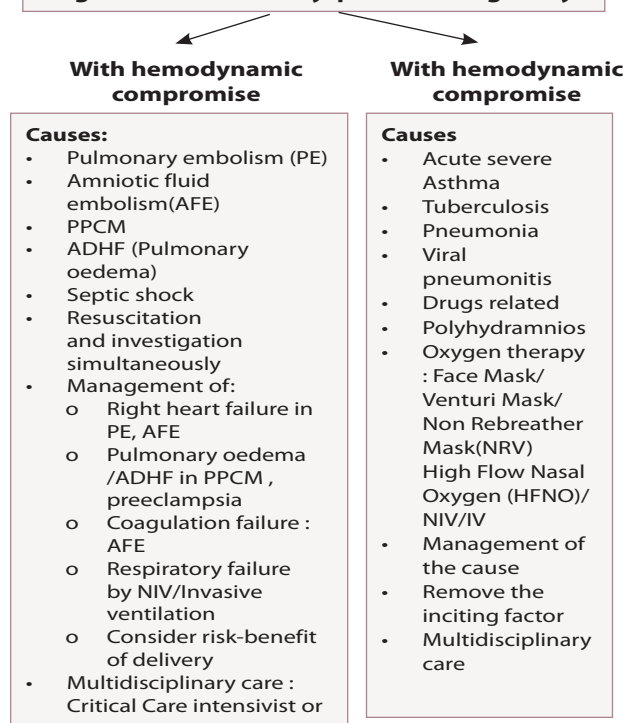 With hemodynamic
compromise
Causes:
• Pulmonary embolism (PE)
• Amniotic fluid
embolism(AFE)
• PPCM
• ADHF (Pulmonary
oedema)
• Septic shock
• Resuscitation
and investigation
simultaneously
• Management of:
o Right heart failure in
PE, AFE
o Pulmonary oedema
/ADHF in PPCM ,
preeclampsia
o Coagulation failure :
AFE
o Respiratory failure
by NIV/Invasive
ventilation
o Consider risk-benefit
of delivery
• Multidisciplinary care :
Critical Care intensivist or
With hemodynamic
compromise
Causes
• Acute severe
Asthma
• Tuberculosis
• Pneumonia
• Viral
pneumonitis
• Drugs related
• Polyhydramnios
• Oxygen therapy
: Face Mask/
Venturi Mask/
Non Rebreather
Mask(NRV)
High Flow Nasal
Oxygen (HFNO)/
NIV/IV
• Management of
the cause
• Remove the
inciting factor
• Multidisciplinary
care